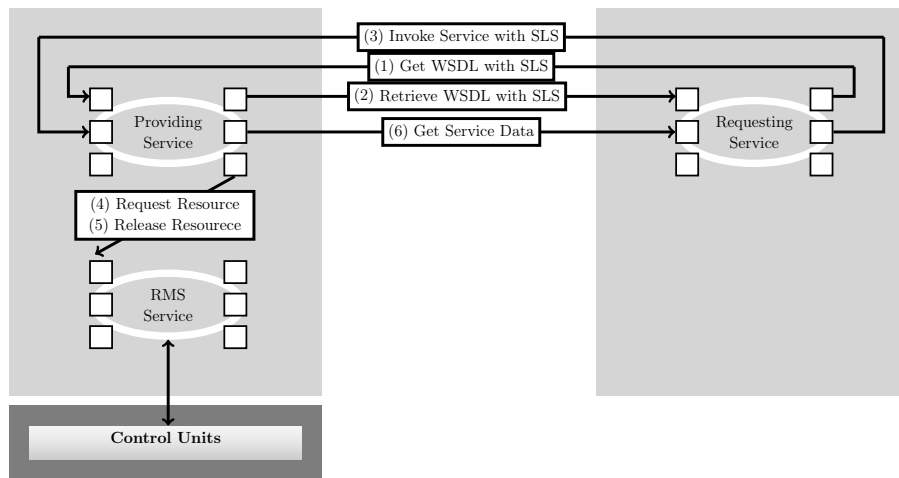 (3) Invoke Service with SLS
(1) Get WSDL with SLS
(2) Retrieve WSDL with SLS
Providing
Service
(6) Get Service Data
Requesting
Service
(4) Request Resource
(5) Release Resourece
RMS
Service
Control Units